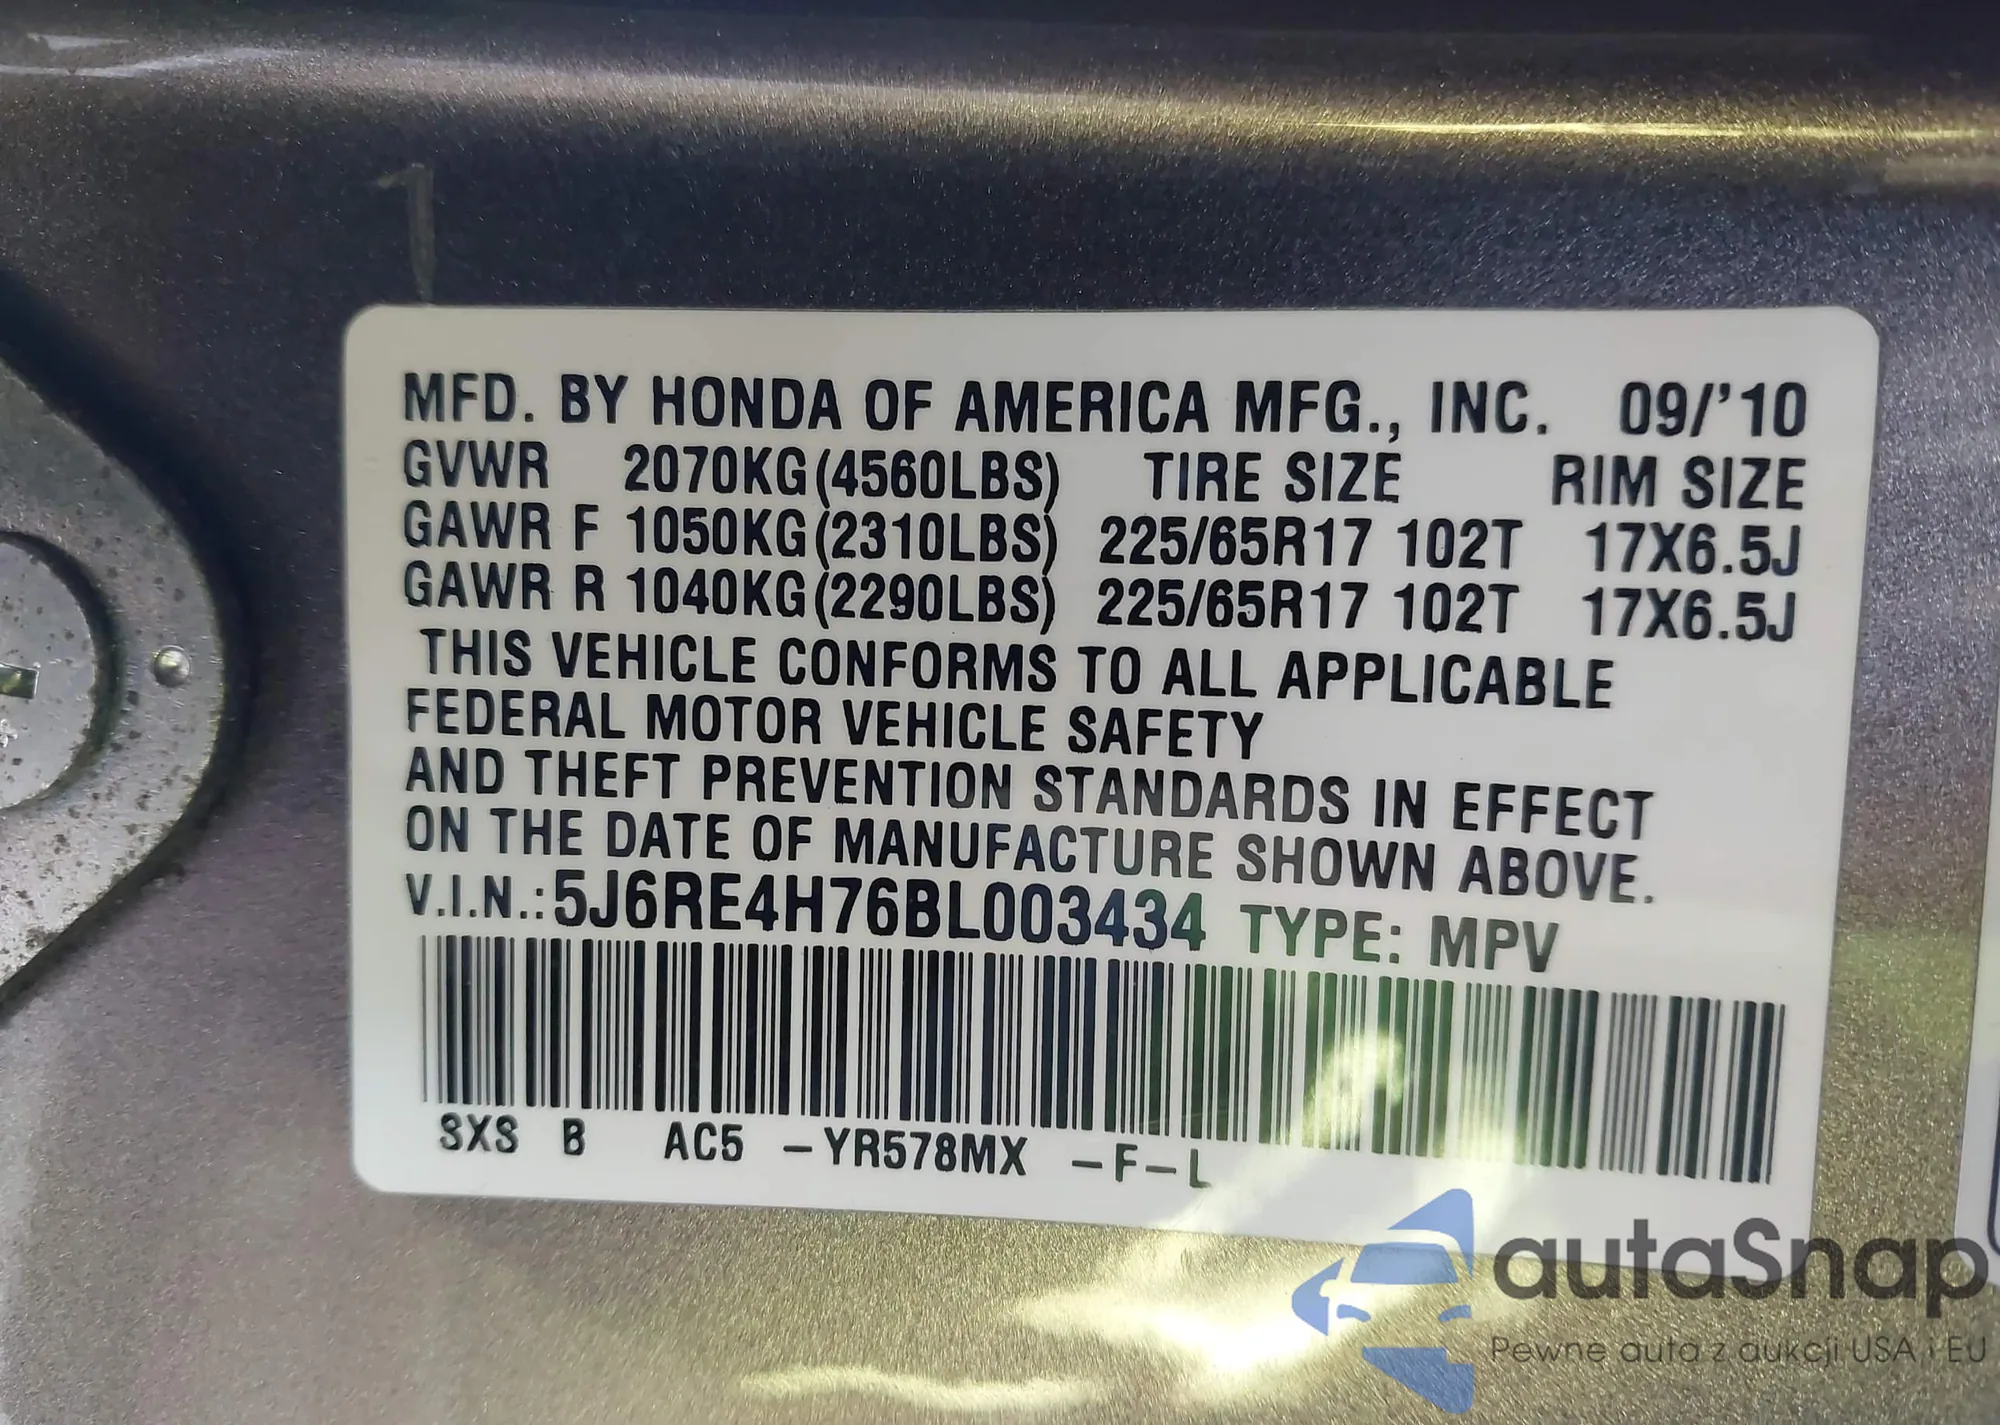 1
MFD. BY HONDA OF AMERICA MFG., INC. 09/'10
GVWR 2070KG(4560LBS) TIRE SIZE RIM SIZE
GAWR F 1050KG(2310LBS) 225/65R17 102T 17X6.5J
GAWR R 1040KG(2290LBS) 225/65R17 102T 17X6.5J
THIS VEHICLE CONFORMS TO ALL APPLICABLE
FEDERAL MOTOR VEHICLE SAFETY
AND THEFT PREVENTION STANDARDS IN EFFECT
ON THE DATE OF MANUFACTURE SHOWN ABOVE.
V.I.N.:5J6RE4H76BL003434 TYPE: MPV
SXS B AC5 -YR578MX -F-L
autaSnap
Pewne auta z aukcji USA i EU